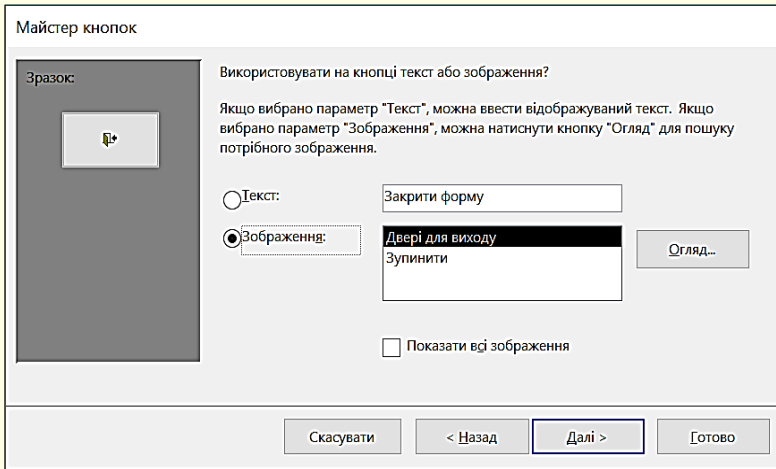 Майстер кнопок
Зразок:
Використовувати на кнопці текст або зображення?
Якщо вибрано параметр "Текст", можна ввести відображуваний текст. Якщо
вибрано параметр "Зображення", можна натиснути кнопку "Огляд" для пошуку
потрібного зображення.
Текст:
Закрити форму
Зображення:
Двері для виходу
Зупинити
Огляд...
Показати всі зображення
Скасувати
< Назад
Далі >
Готово